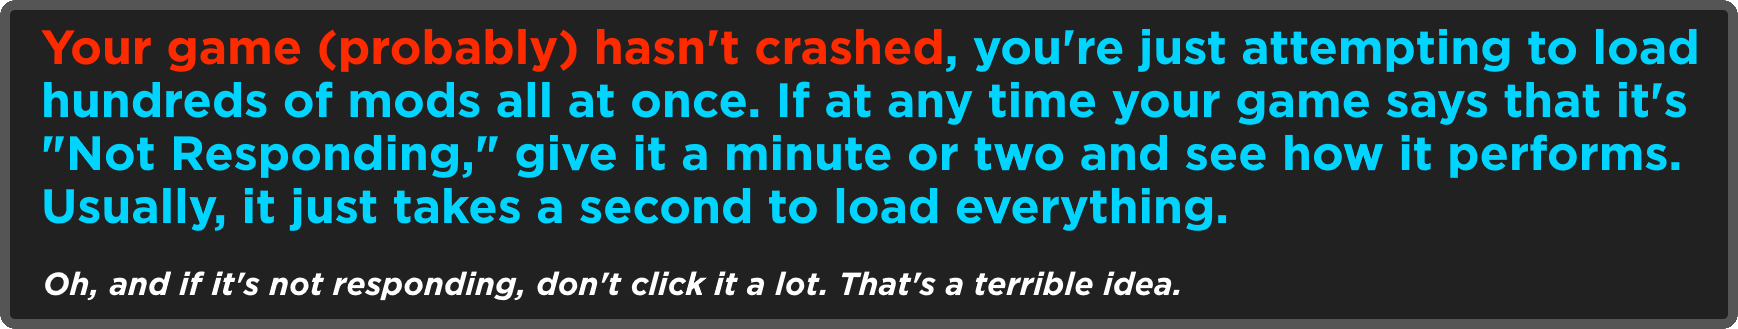 Your game (probably) hasn't crashed, you're just attempting to load
hundreds of mods all at once. If at any time your game says that it's
"Not Responding," give it a minute or two and see how it performs.
Usually, it just takes a second to load everything.
Oh, and if it's not responding, don't click it a lot. That's a terrible idea.